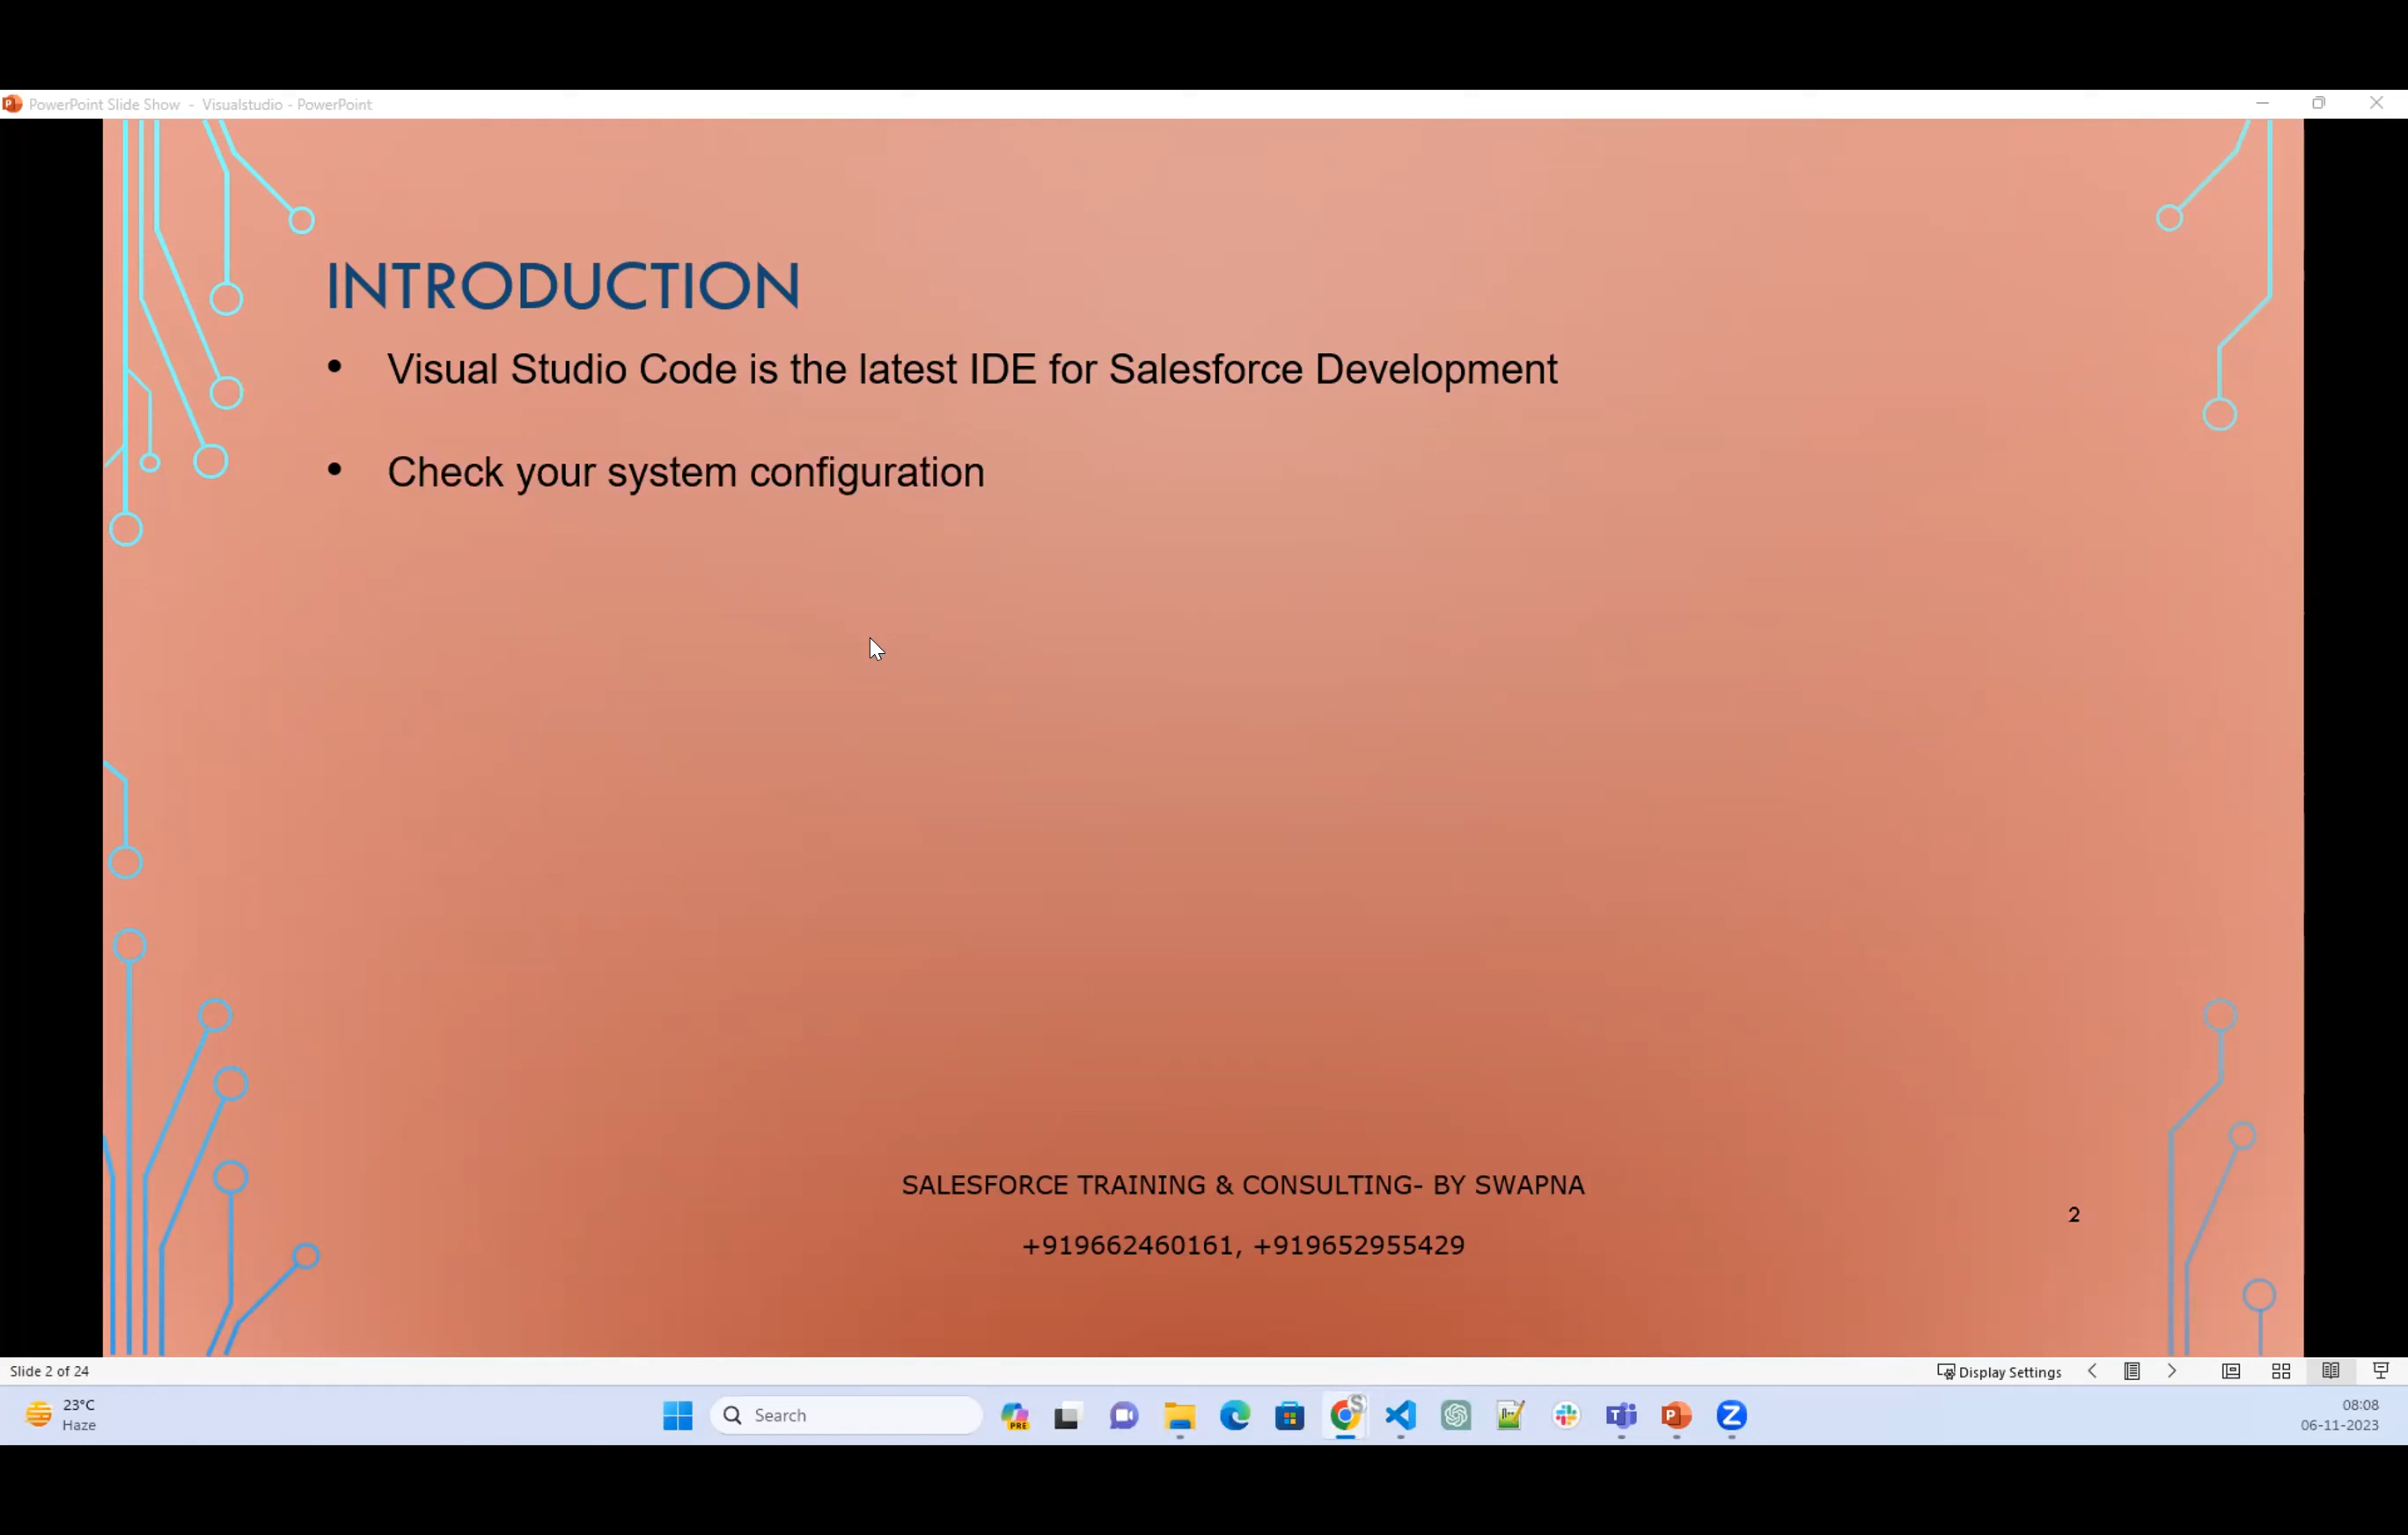 PowerPoint Slide Show - Visualstudio - PowerPoint
INTRODUCTION
• Visual Studio Code is the latest IDE for Salesforce Development
• Check your system configuration
SALESFORCE TRAINING & CONSULTING- BY SWAPNA
2
+919662460161, +919652955429
Slide 2 of 24
Display Settings
23°C
Haze
Search
PRE
08:08
06-11-2023